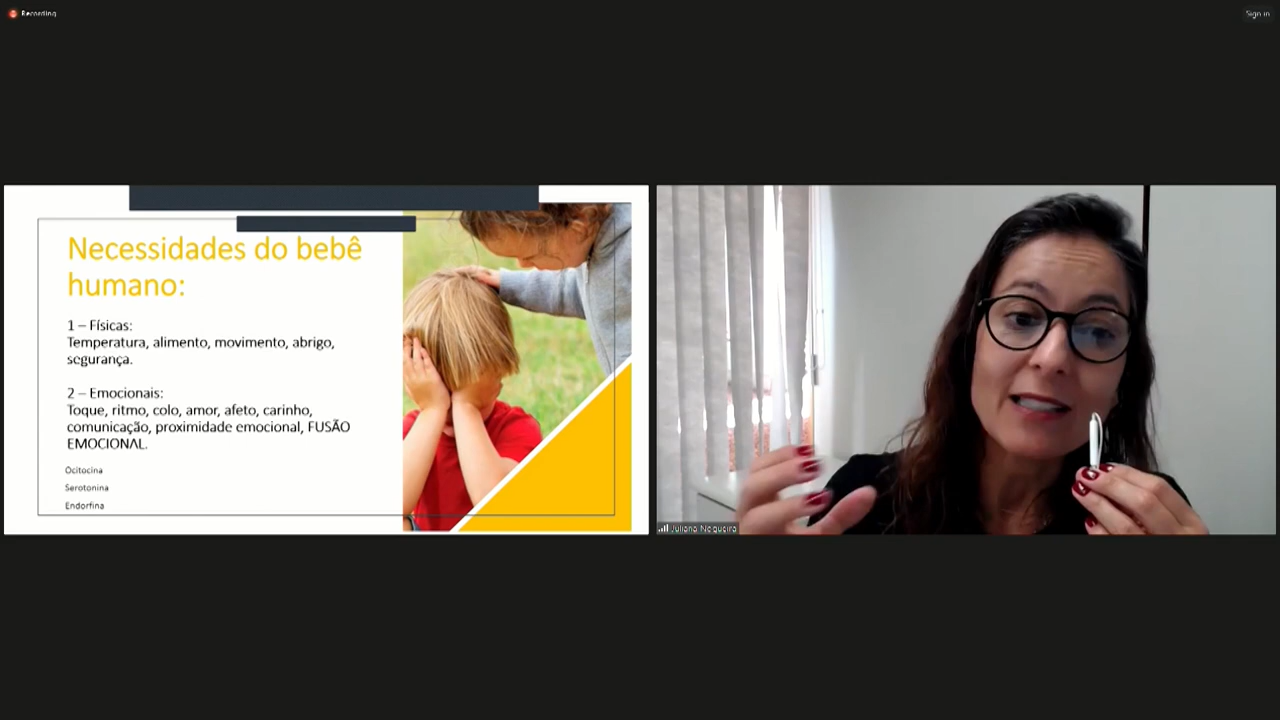 Recording
Sign in
Necessidades do bebê
humano:
1 – Físicas:
Temperatura, alimento, movimento, abrigo,
segurança.
2 – Emocionais:
Toque, ritmo, colo, amor, afeto, carinho,
comunicação, proximidade emocional, FUSÃO
EMOCIONAL.
Ocitocina
Serotonina
Endorfina
Juliana Nogueira